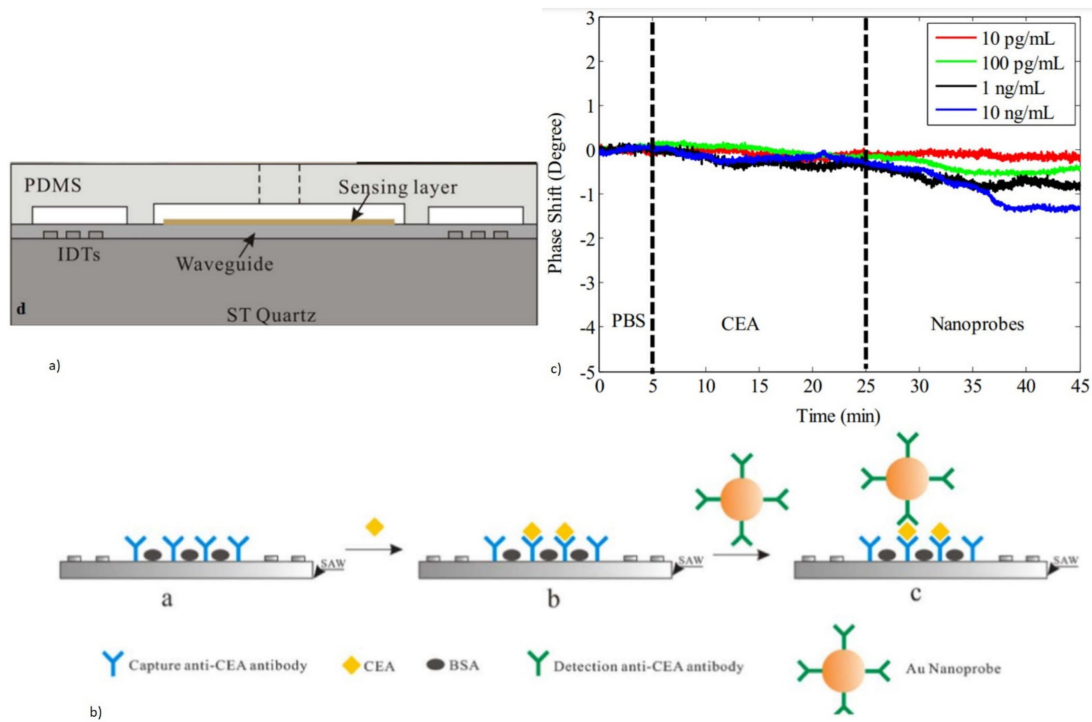 PDMS
Sensing layer
IDTs
Waveguide
d
ST Quartz
a)
3
2
1
0
-1
-2
-3
-4
-5
Phase Shift (Degree)
10 pg/mL
100 pg/mL
1 ng/mL
10 ng/mL
PBS
CEA
Nanoprobes
0 5 10 15 20 25 30 35 40 45
Time (min)
c)
SAW
SAW
SAW
a
b
c
Capture anti-CEA antibody
CEA
BSA
Detection anti-CEA antibody
Au Nanoprobe
b)